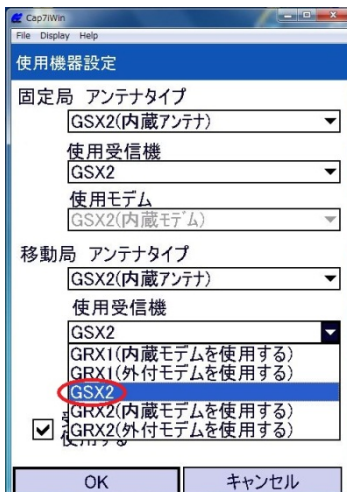 Cap7iWin
File Display Help
使用機器設定
固定局 アンテナタイプ
GSX2(内蔵アンテナ)
使用受信機
GSX2
使用モデム
GSX2(内蔵モデム)
移動局 アンテナタイプ
GSX2(内蔵アンテナ)
使用受信機
GSX2
GRX1(内蔵モデムを使用する)
GRX1(外付モデムを使用する)
GSX2
GRX2(内蔵モデムを使用する)
GRX2(外付モデムを使用する)
使用する
OK キャンセル